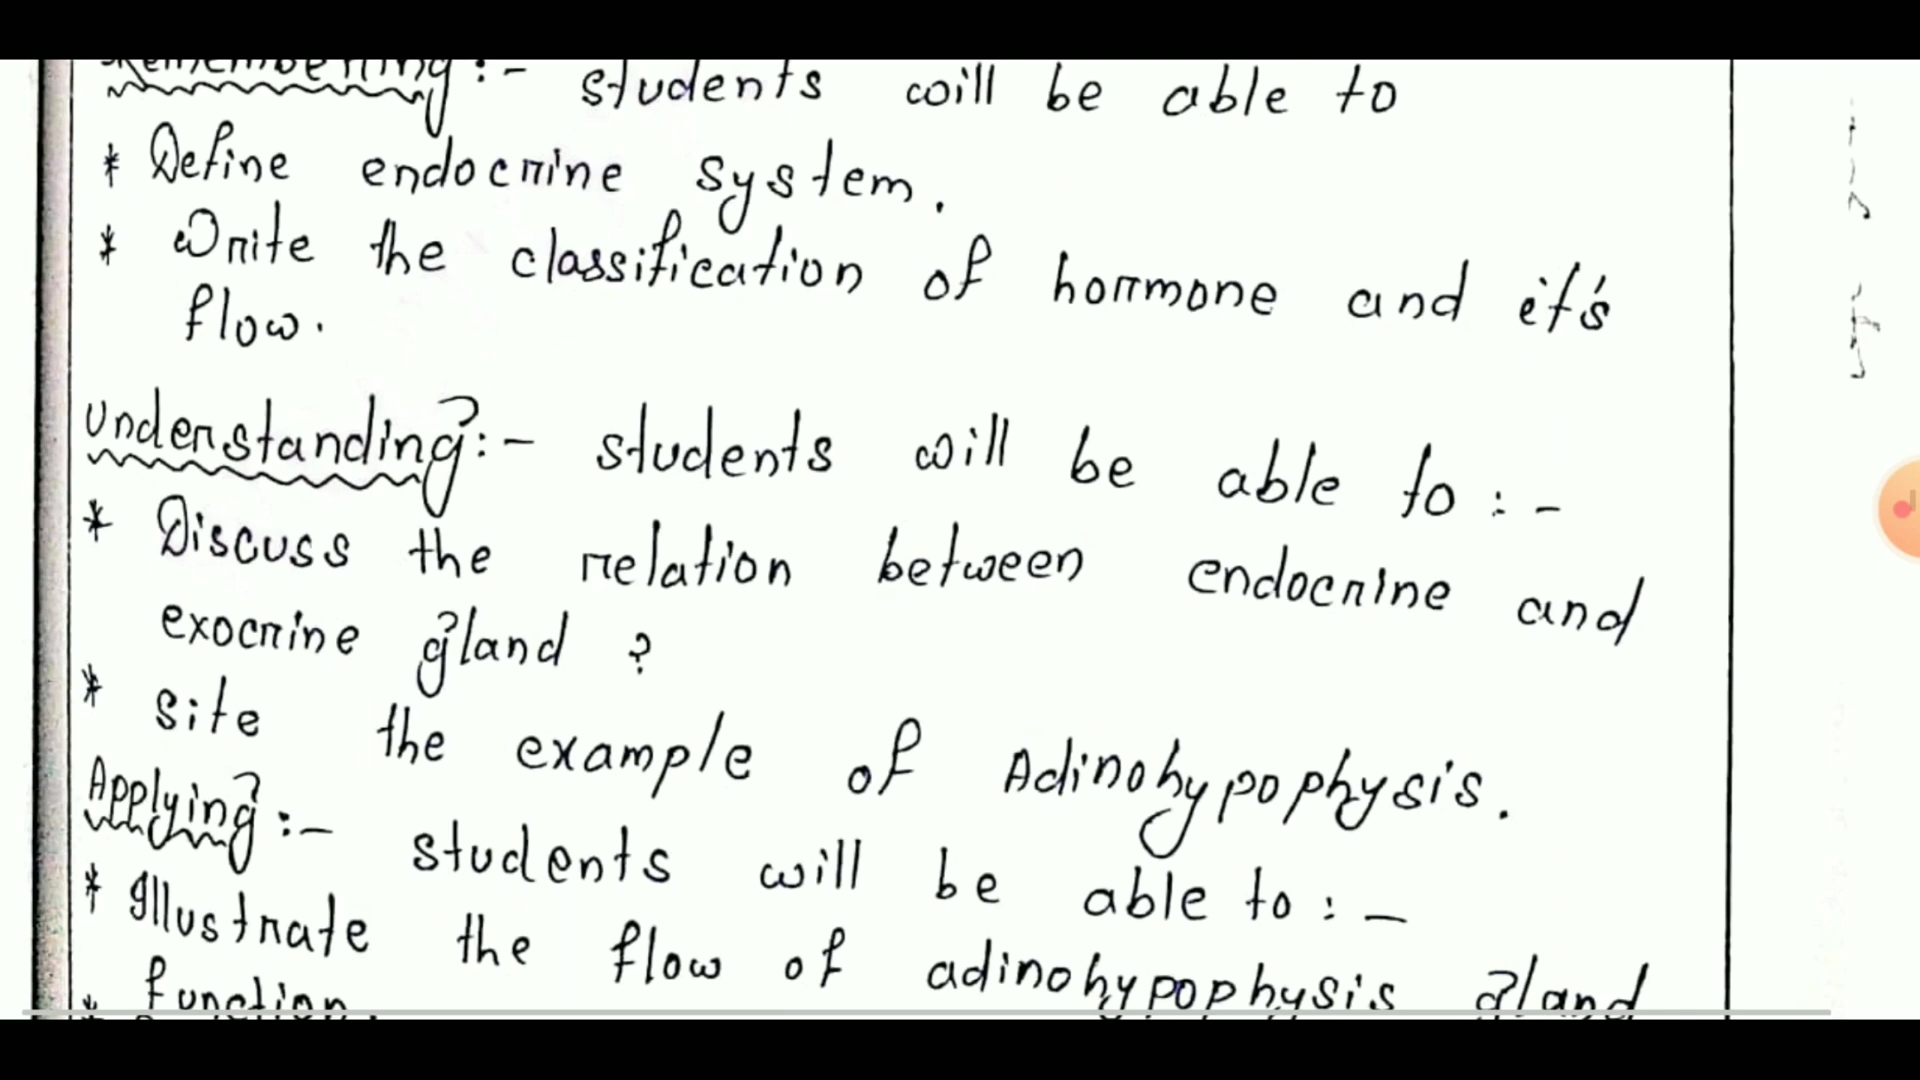 Remembering :- students will be able to
* Define endocrine system.
* Write the classification of hormone and it's
flow.
Understanding :- students will be able to :-
* Discuss the relation between endocrine and
exocrine gland ?
* site the example of Adinohypophysis.
Applying :- students will be able to :-
* Illustrate the flow of adinohypophysis gland
function.